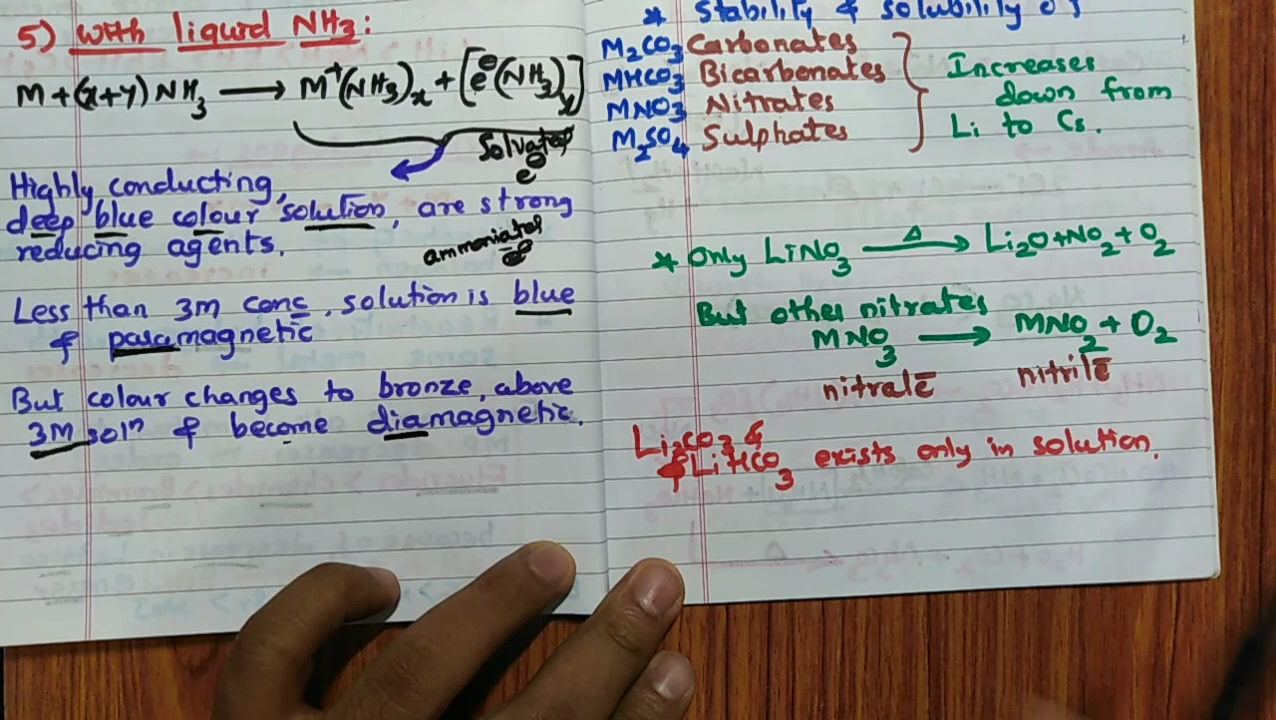 5) With liquid NH3:
M + (x+y) NH3 ⟶ M+(NH3)x + [e⊖(NH3)y]
Solvated e
Highly conducting,
deep blue colour solution, are strong
reducing agents.
ammoniated e
Less than 3M conc, solution is blue
& paramagnetic
But colour changes to bronze, above
3M soln & become diamagnetic.
* Stability & solubility of
M2CO3 Carbonates
MHCO3 Bicarbenates
MNO3 Nitrates
M2SO4 Sulphates
Increases
down from
Li to Cs.
* Only LiNO3 ⟶Δ Li2O+NO2+O2
But other nitrates
MNO3 ⟶ MNO2 + O2
nitrate nitrite
Li2CO3 &
& LiHCO3 exists only in solution.